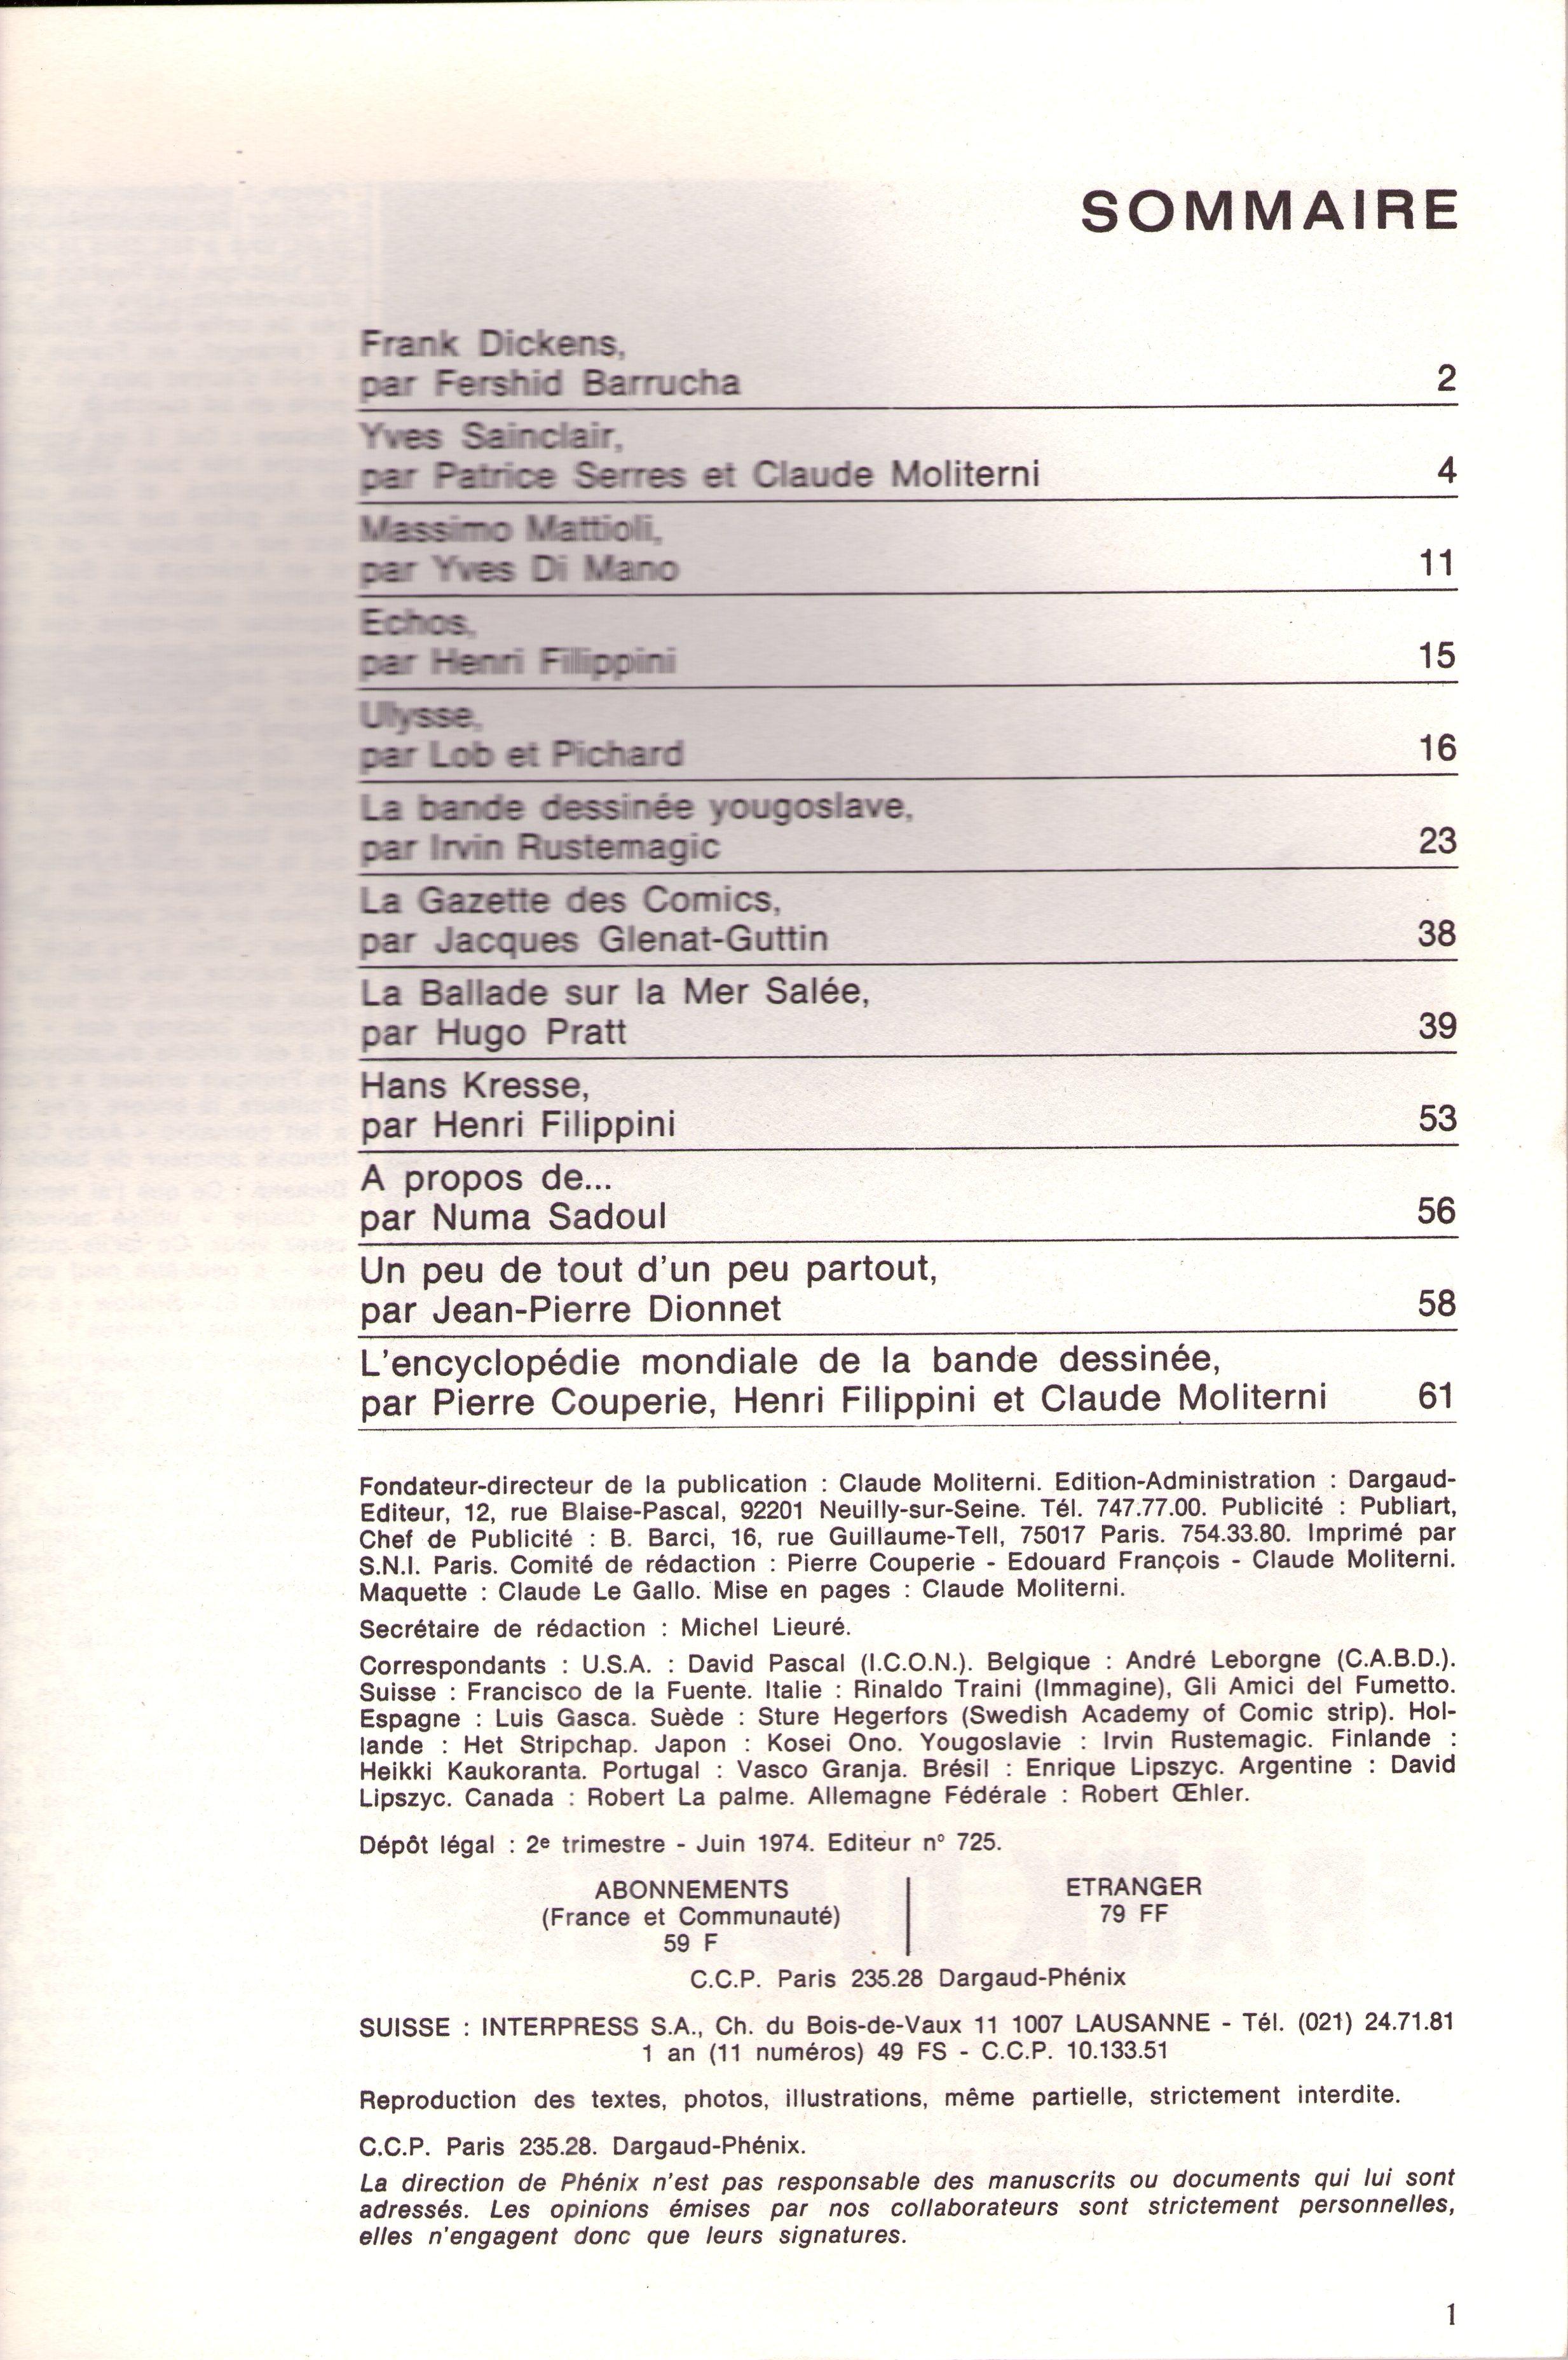 SOMMAIRE
Frank Dickens,
par Fershid Barrucha 2
Yves Sainclair,
par Patrice Serres et Claude Moliterni 4
Massimo Mattioli,
par Yves Di Mano 11
Echos,
par Henri Filippini 15
Ulysse,
par Lob et Pichard 16
La bande dessinée yougoslave,
par Irvin Rustemagic 23
La Gazette des Comics,
par Jacques Glenat-Guttin 38
La Ballade sur la Mer Salée,
par Hugo Pratt 39
Hans Kresse,
par Henri Filippini 53
A propos de...
par Numa Sadoul 56
Un peu de tout d'un peu partout,
par Jean-Pierre Dionnet 58
L'encyclopédie mondiale de la bande dessinée,
par Pierre Couperie, Henri Filippini et Claude Moliterni 61
Fondateur-directeur de la publication : Claude Moliterni. Edition-Administration : Dargaud-
Editeur, 12, rue Blaise-Pascal, 92201 Neuilly-sur-Seine. Tél. 747.77.00. Publicité : Publiart,
Chef de Publicité : B. Barci, 16, rue Guillaume-Tell, 75017 Paris. 754.33.80. Imprimé par
S.N.I. Paris. Comité de rédaction : Pierre Couperie - Edouard François - Claude Moliterni.
Maquette : Claude Le Gallo. Mise en pages : Claude Moliterni.
Secrétaire de rédaction : Michel Lieuré.
Correspondants : U.S.A. : David Pascal (I.C.O.N.). Belgique : André Leborgne (C.A.B.D.).
Suisse : Francisco de la Fuente. Italie : Rinaldo Traini (Immagine), Gli Amici del Fumetto.
Espagne : Luis Gasca. Suède : Sture Hegerfors (Swedish Academy of Comic strip). Hol-
lande : Het Stripchap. Japon : Kosei Ono. Yougoslavie : Irvin Rustemagic. Finlande :
Heikki Kaukoranta. Portugal : Vasco Granja. Brésil : Enrique Lipszyc. Argentine : David
Lipszyc. Canada : Robert La palme. Allemagne Fédérale : Robert Œhler.
Dépôt légal : 2e trimestre - Juin 1974. Editeur n° 725.
ABONNEMENTS
(France et Communauté)
59 F
ETRANGER
79 FF
C.C.P. Paris 235.28 Dargaud-Phénix
SUISSE : INTERPRESS S.A., Ch. du Bois-de-Vaux 11 1007 LAUSANNE - Tél. (021) 24.71.81
1 an (11 numéros) 49 FS - C.C.P. 10.133.51
Reproduction des textes, photos, illustrations, même partielle, strictement interdite.
C.C.P. Paris 235.28. Dargaud-Phénix.
La direction de Phénix n'est pas responsable des manuscrits ou documents qui lui sont
adressés. Les opinions émises par nos collaborateurs sont strictement personnelles,
elles n'engagent donc que leurs signatures.
1